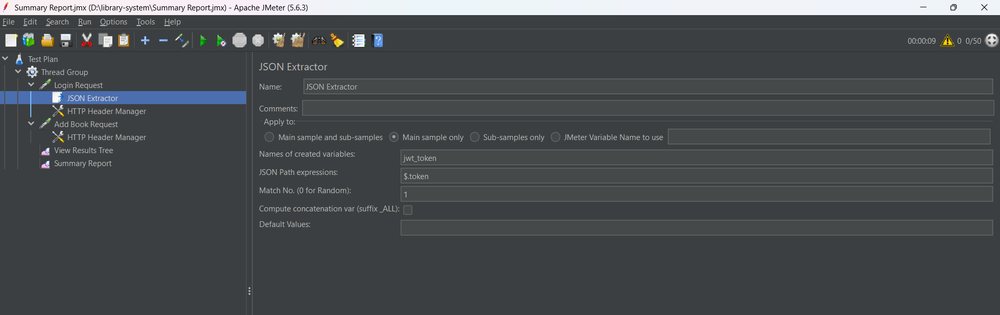 Summary Report.jmx (D:\library-system\Summary Report.jmx) - Apache JMeter (5.6.3)
File Edit Search Run Options Tools Help
STOP
00:00:09 0 0/50
Test Plan
Thread Group
Login Request
JSON Extractor
HTTP Header Manager
Add Book Request
HTTP Header Manager
View Results Tree
Summary Report
JSON Extractor
Name: JSON Extractor
Comments:
Apply to:
Main sample and sub-samples Main sample only Sub-samples only JMeter Variable Name to use
Names of created variables: jwt_token
JSON Path expressions: $.token
Match No. (0 for Random): 1
Compute concatenation var (suffix _ALL):
Default Values: